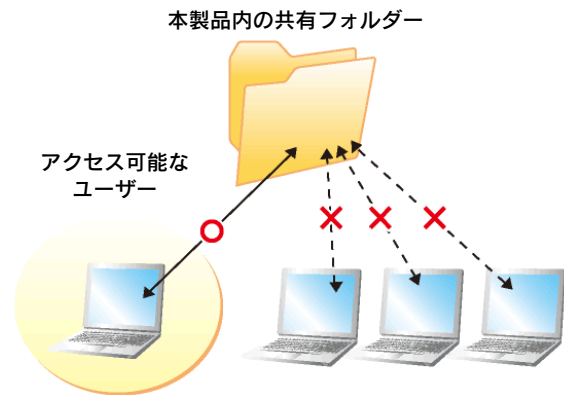 本製品内の共有フォルダー
アクセス可能な
ユーザー